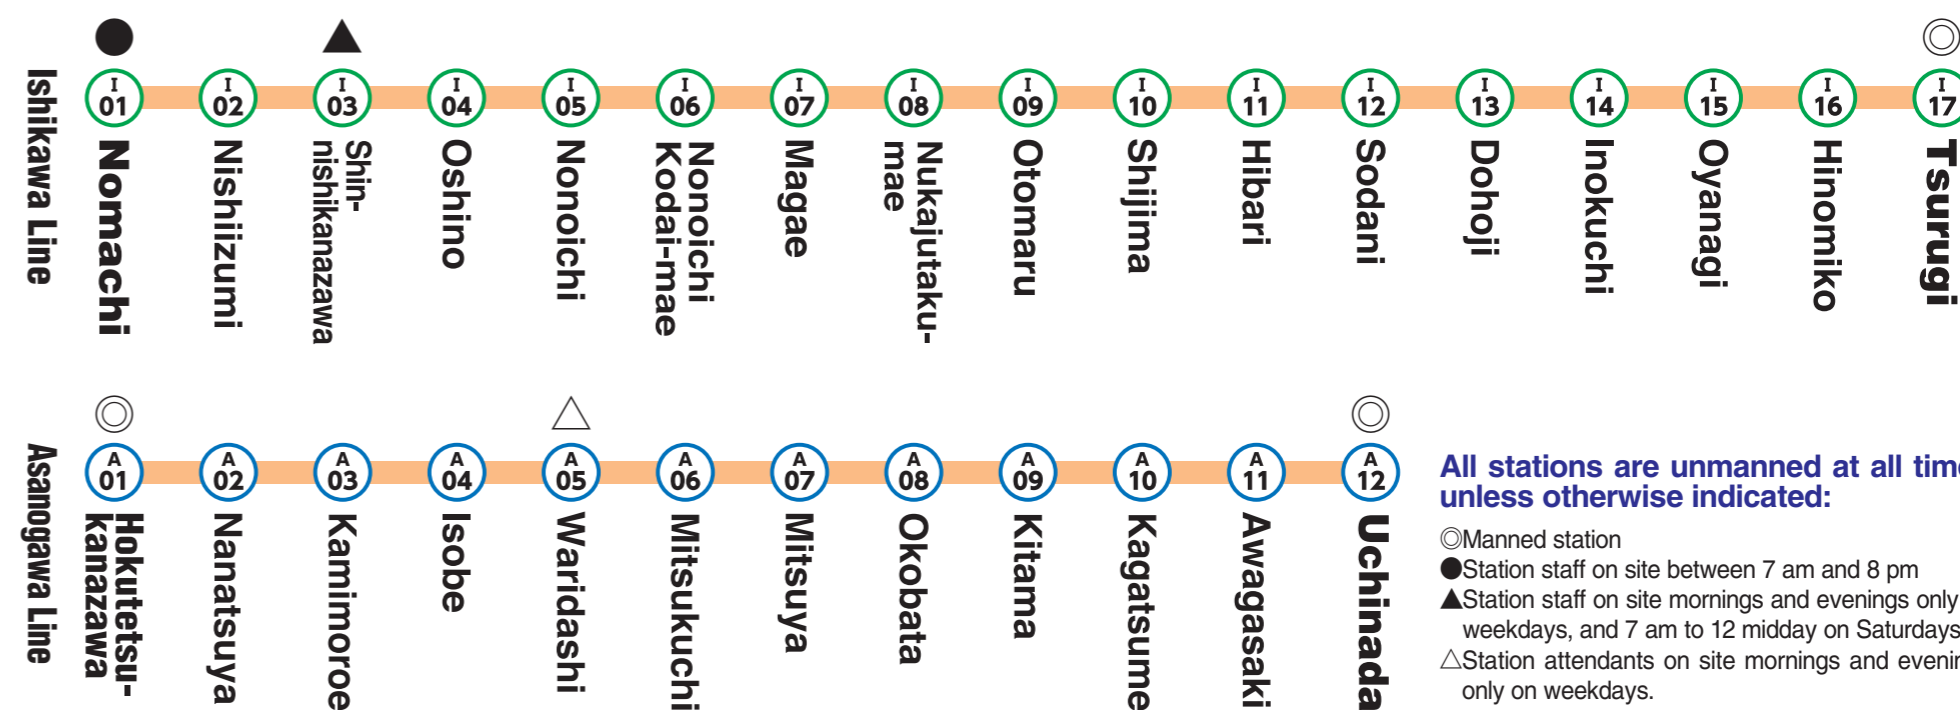 Ishikawa Line
I
01
I
02
I
03
I
04
I
05
I
06
I
07
I
08
I
09
I
10
I
11
I
12
I
13
I
14
I
15
I
16
I
17
Nomachi
Nishiizumi
Shin-
nishikanazawa
Oshino
Nonoichi
Nonoichi
Kodai-mae
Magae
Nukajutaku-
mae
Otomaru
Shijima
Hibari
Sodani
Dohoji
Inokuchi
Oyanagi
Hinomiko
Tsurugi
Asanogawa Line
A
01
A
02
A
03
A
04
A
05
A
06
A
07
A
08
A
09
A
10
A
11
A
12
Hokutetsu-
kanazawa
Nanatsuya
Kamimoroe
Isobe
Waridashi
Mitsukuchi
Mitsuya
Okobata
Kitama
Kagatsume
Awagasaki
Uchinada
All stations are unmanned at all time
unless otherwise indicated:
◎Manned station
●Station staff on site between 7 am and 8 pm
▲Station staff on site mornings and evenings only
weekdays, and 7 am to 12 midday on Saturdays
△Station attendants on site mornings and evenin
only on weekdays.